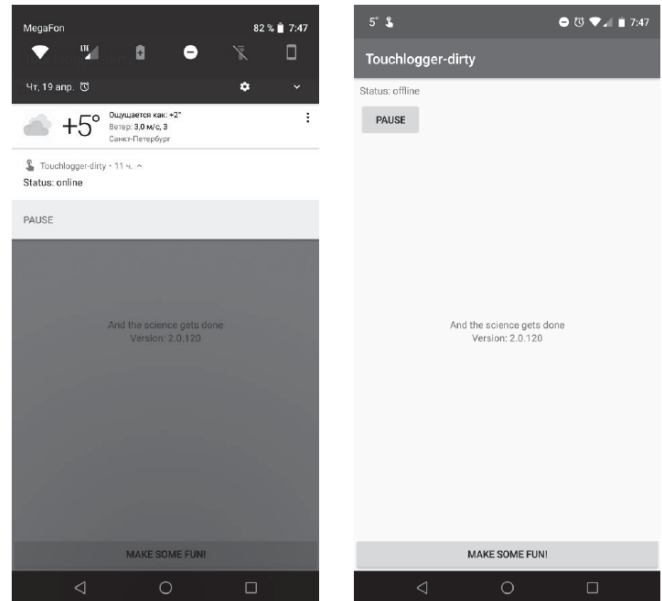 MegaFon 82 % 7:47
LTE
Чт, 19 апр.
+5°
Ощущается как: +2°
Ветер: 3,0 м/с, З
Санкт-Петербург
Touchlogger-dirty • 11 ч.
Status: online
PAUSE
And the science gets done
Version: 2.0.120
MAKE SOME FUN!
5° 7:47
Touchlogger-dirty
Status: offline
PAUSE
And the science gets done
Version: 2.0.120
MAKE SOME FUN!